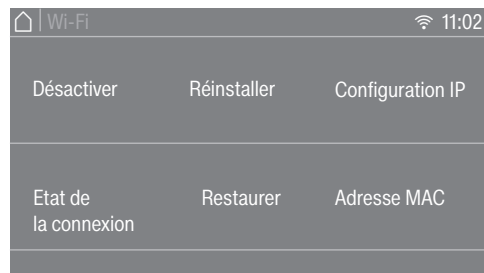 Wi-Fi 11:02
Désactiver Réinstaller Configuration IP
Etat de
la connexion Restaurer Adresse MAC